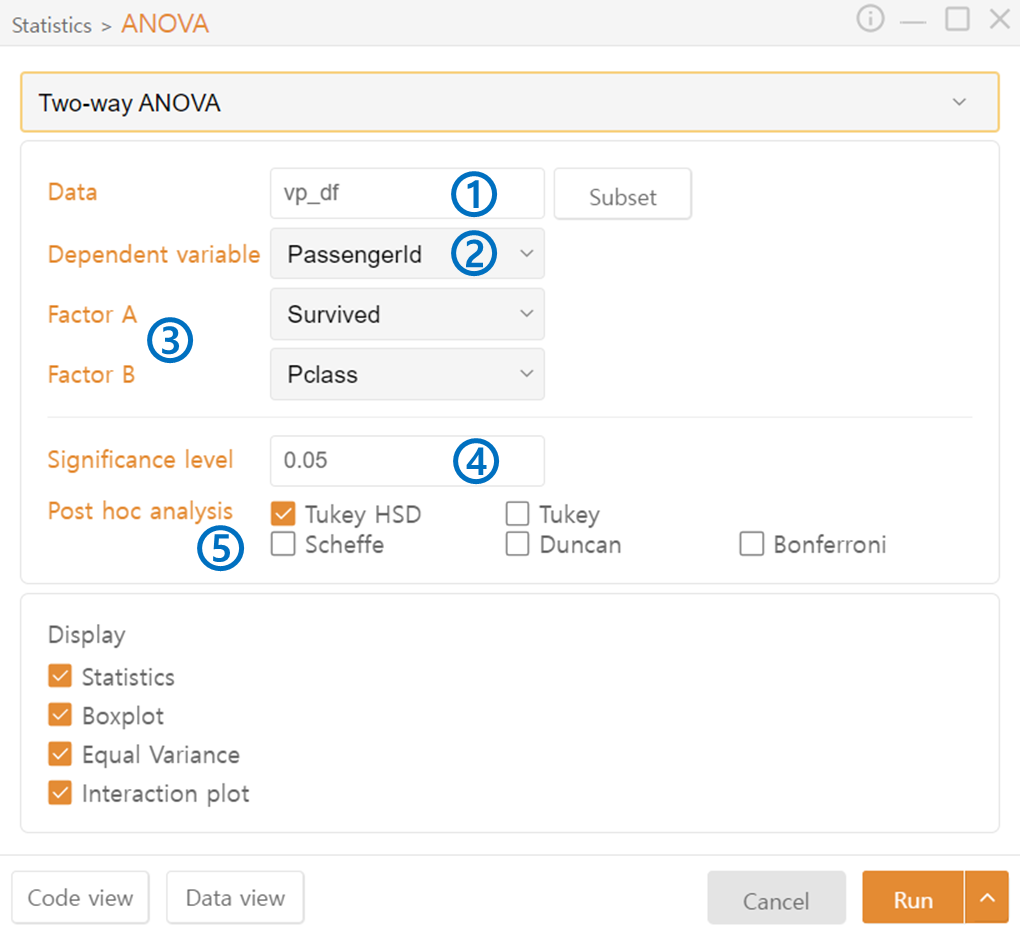 Statistics > ANOVA
Two-way ANOVA
Data vp_df ① Subset
Dependent variable PassengerId ②
Factor A Survived
③
Factor B Pclass
Significance level 0.05 ④
Post hoc analysis Tukey HSD Tukey
⑤ Scheffe Duncan Bonferroni
Display
Statistics
Boxplot
Equal Variance
Interaction plot
Code view Data view Cancel Run